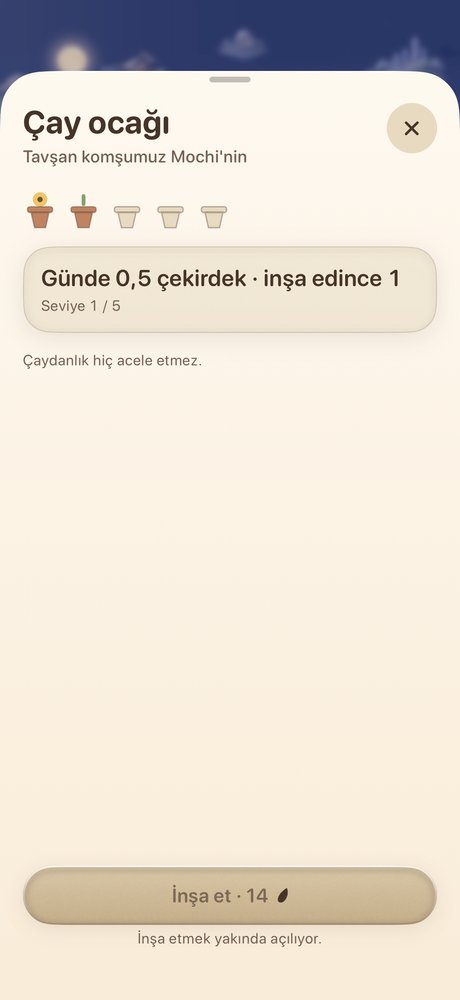 Çay ocağı
Tavşan komşumuz Mochi'nin
Günde 0,5 çekirdek · inşa edince 1
Seviye 1 / 5
Çaydanlık hiç acele etmez.
İnşa et · 14
İnşa etmek yakında açılıyor.